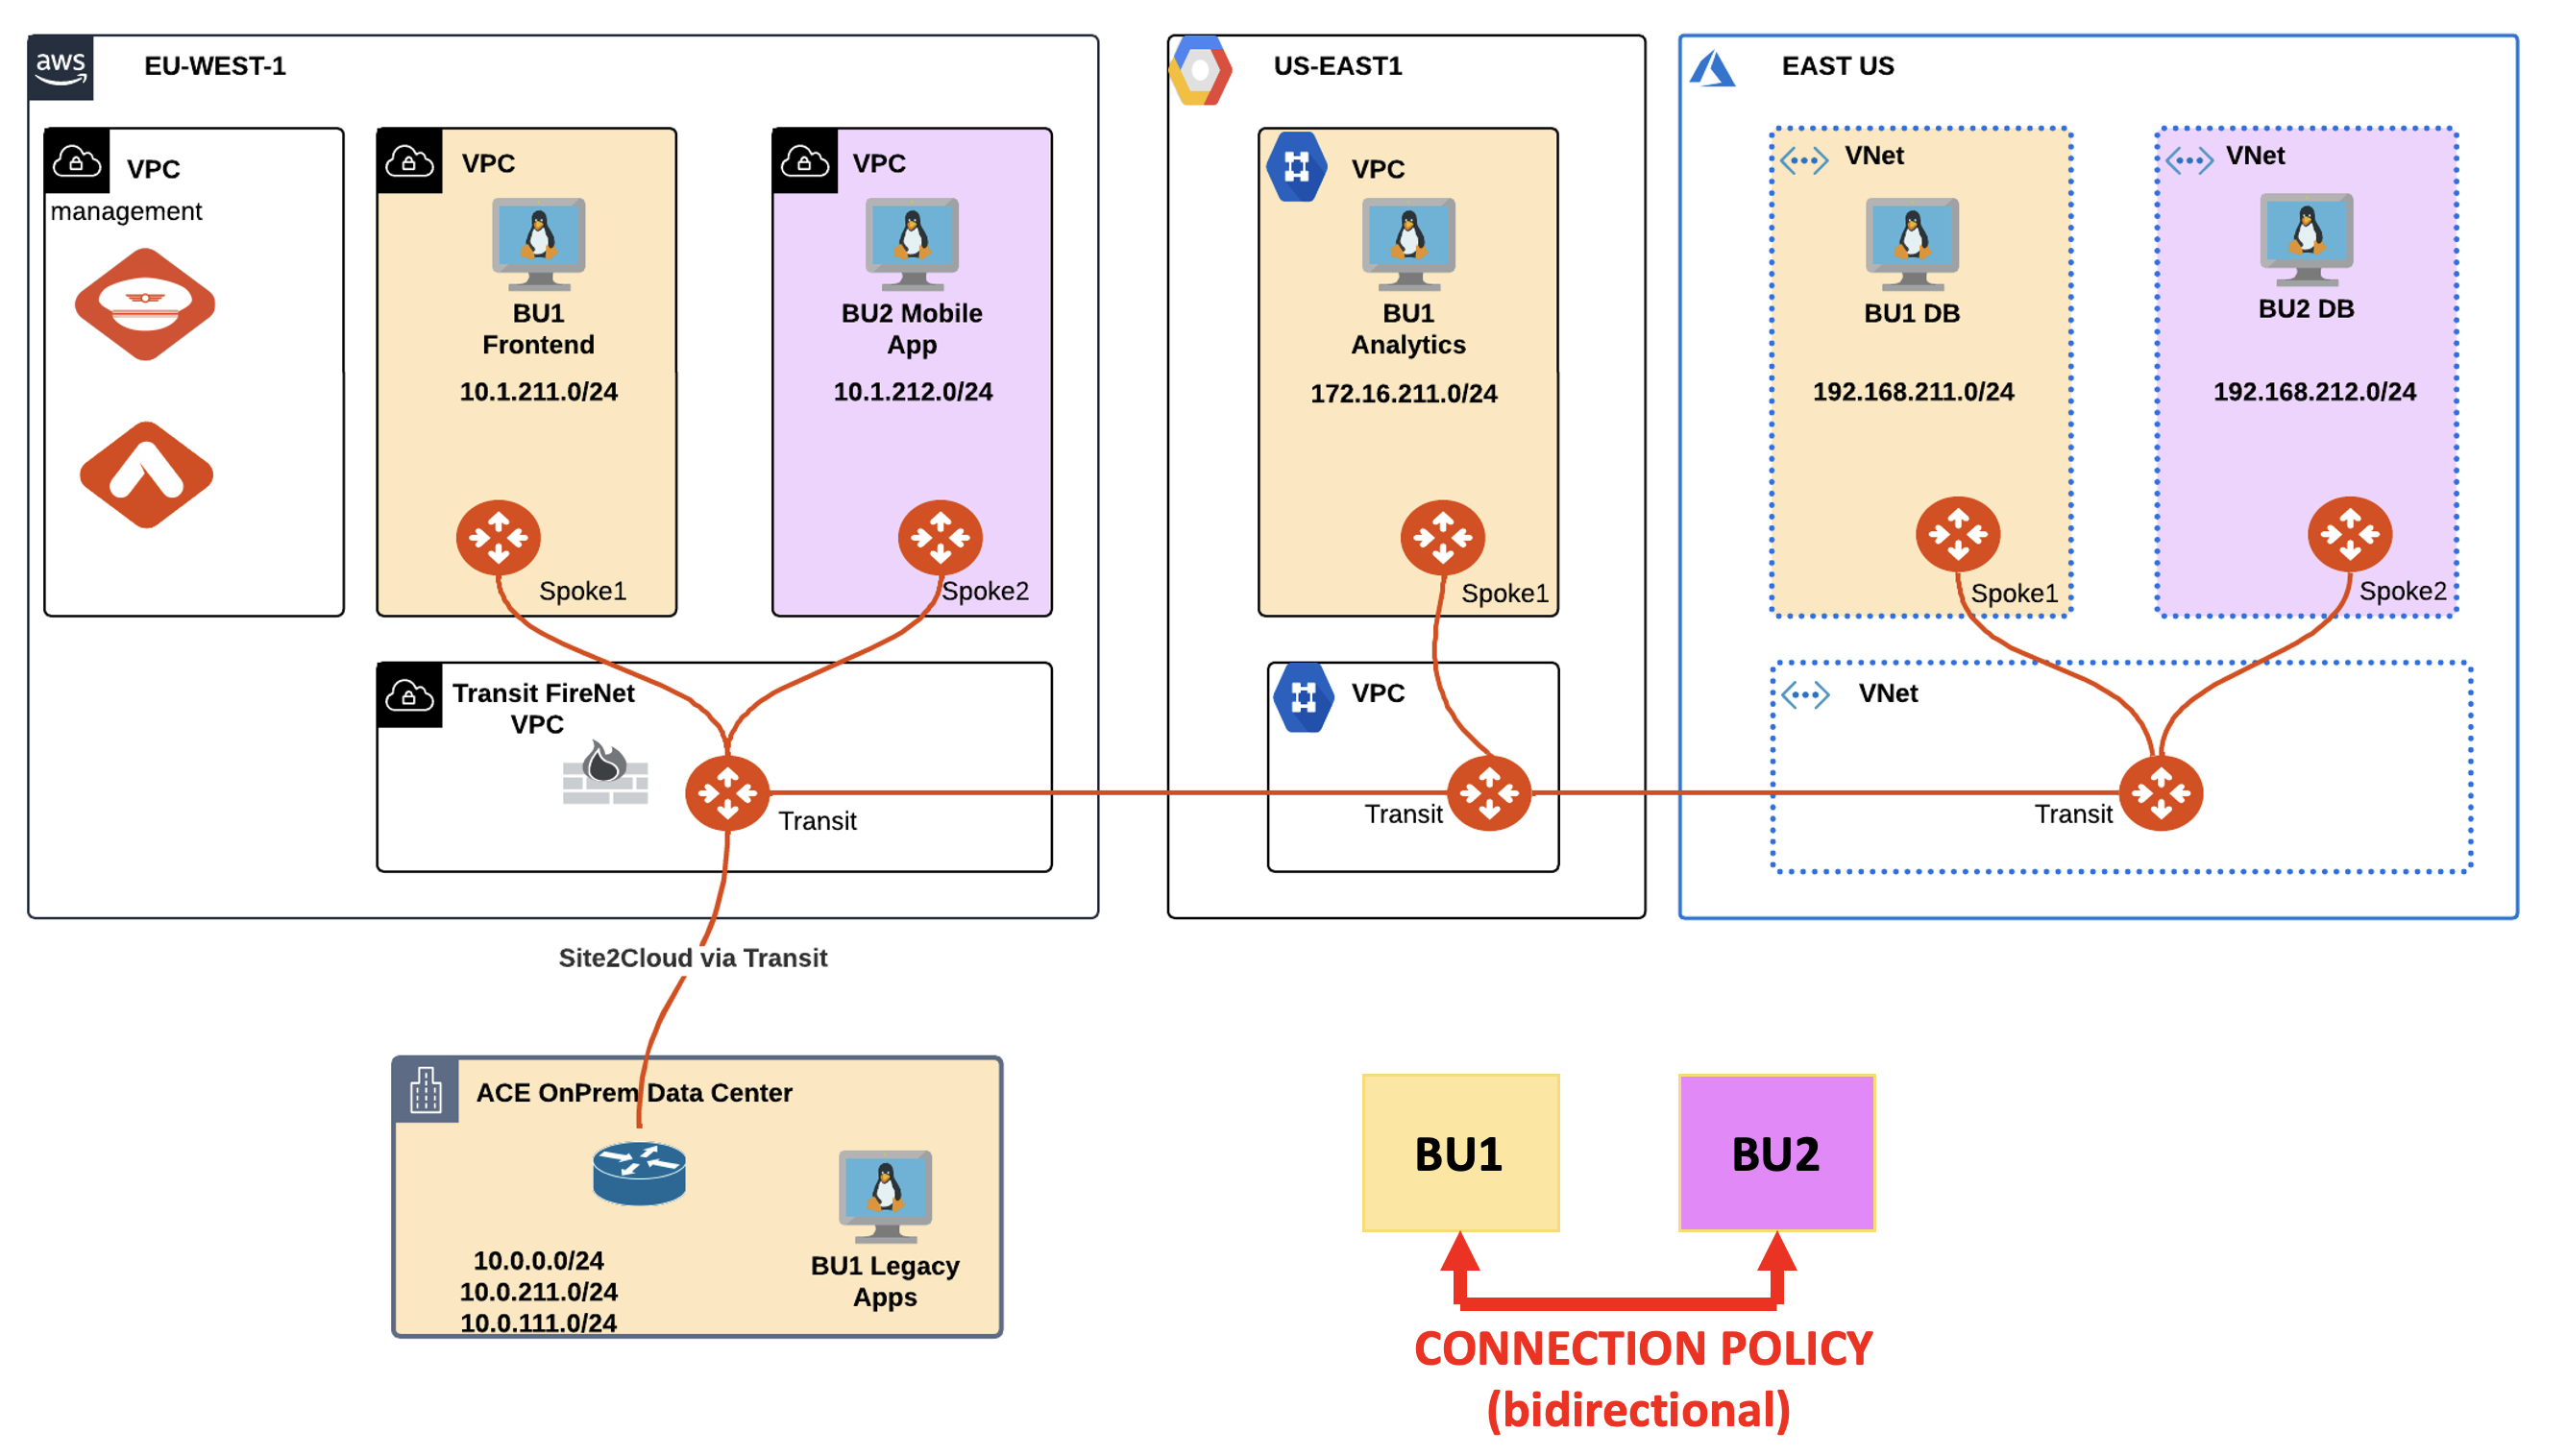 aws
EU-WEST-1
US-EAST1
EAST US
VPC
management
VPC
BU1
Frontend
10.1.211.0/24
Spoke1
VPC
BU2 Mobile
App
10.1.212.0/24
Spoke2
VPC
BU1
Analytics
172.16.211.0/24
Spoke1
VNet
BU1 DB
192.168.211.0/24
Spoke1
VNet
BU2 DB
192.168.212.0/24
Spoke2
Transit FireNet
VPC
Transit
VPC
Transit
VNet
Transit
Site2Cloud via Transit
ACE OnPrem Data Center
10.0.0.0/24
10.0.211.0/24
10.0.111.0/24
BU1 Legacy
Apps
BU1
BU2
CONNECTION POLICY
(bidirectional)